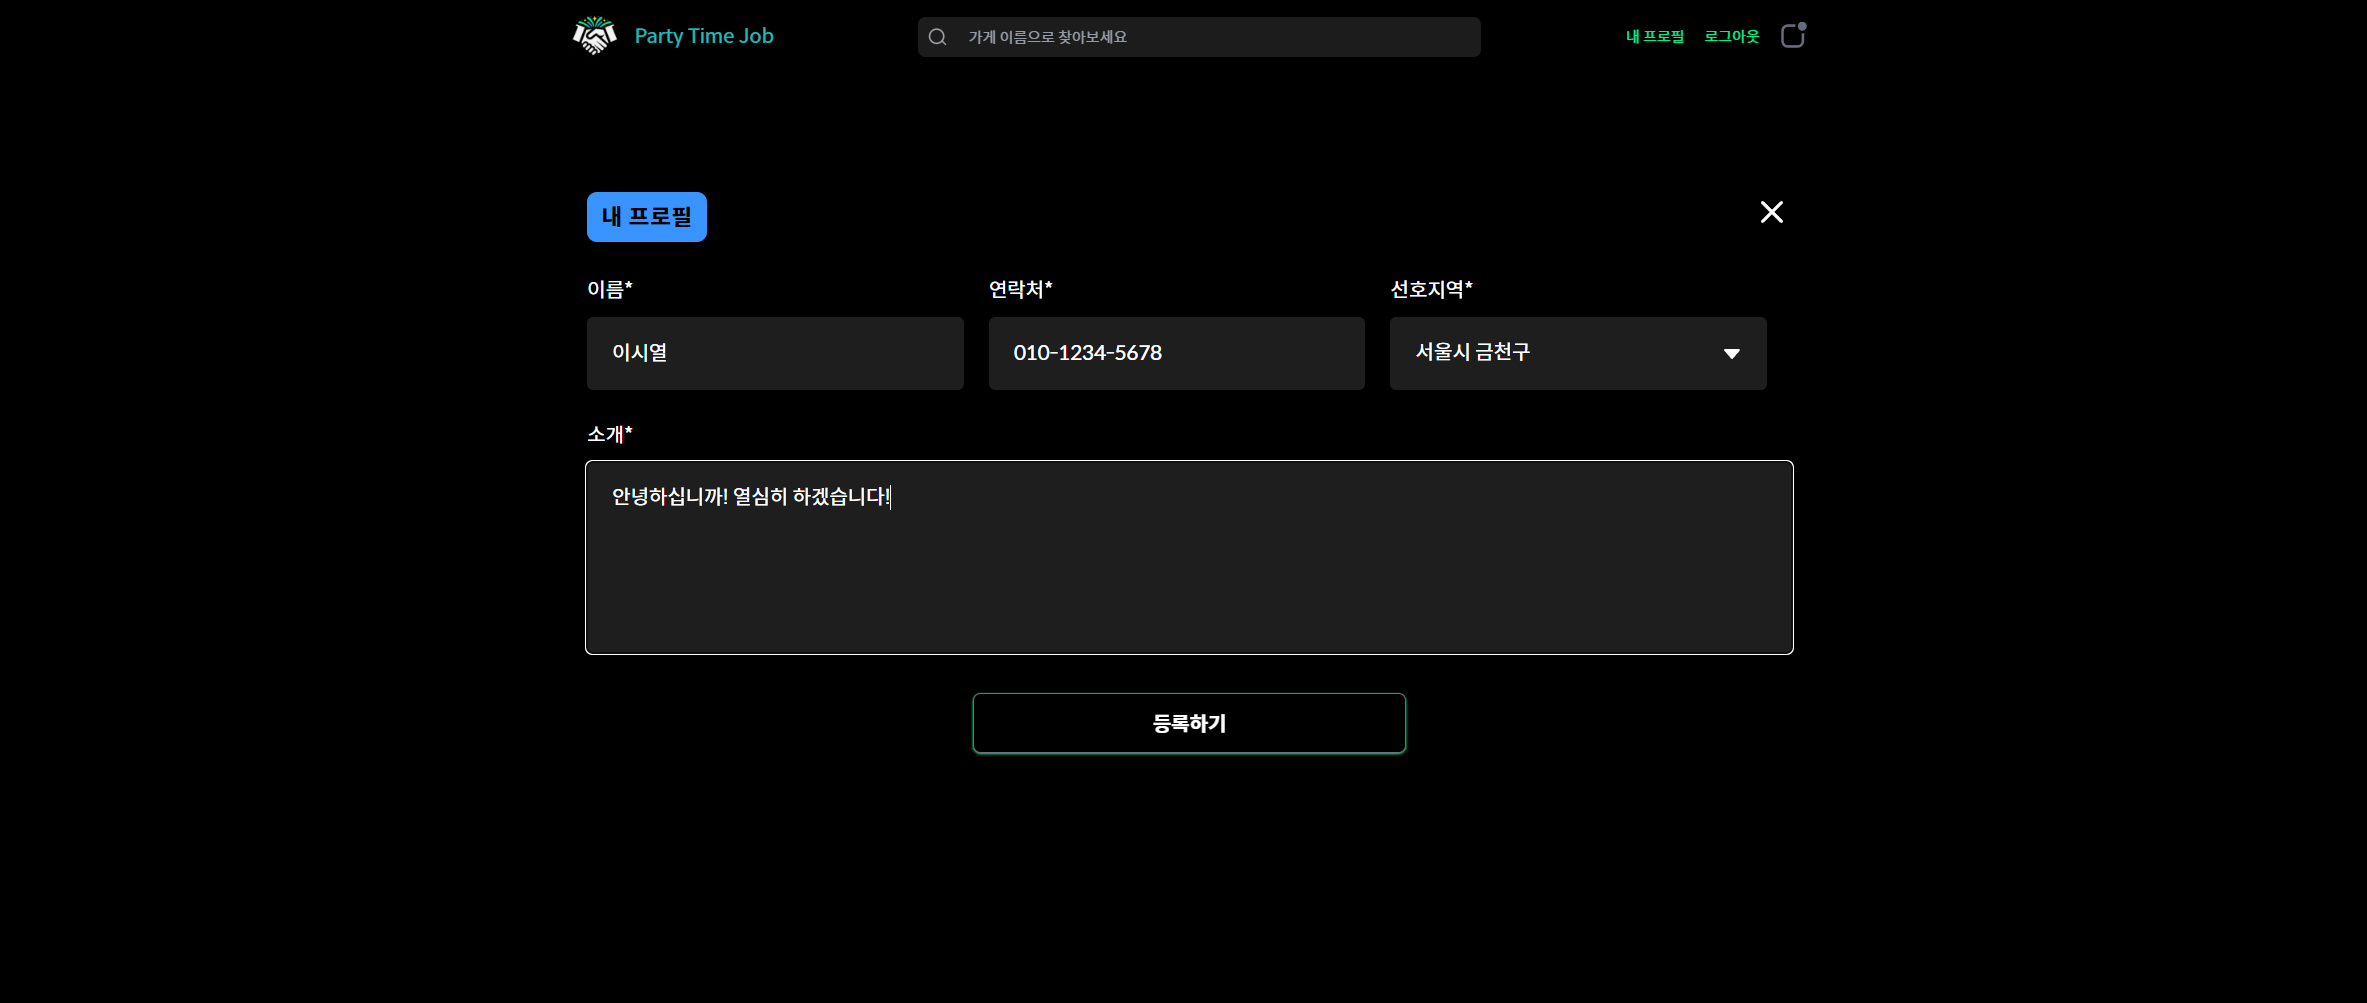 Party Time Job
가게 이름으로 찾아보세요
내 프로필
로그아웃
내 프로필
이름*
연락처*
선호지역*
이시열
010-1234-5678
서울시 금천구
소개*
안녕하십니까! 열심히 하겠습니다!
등록하기